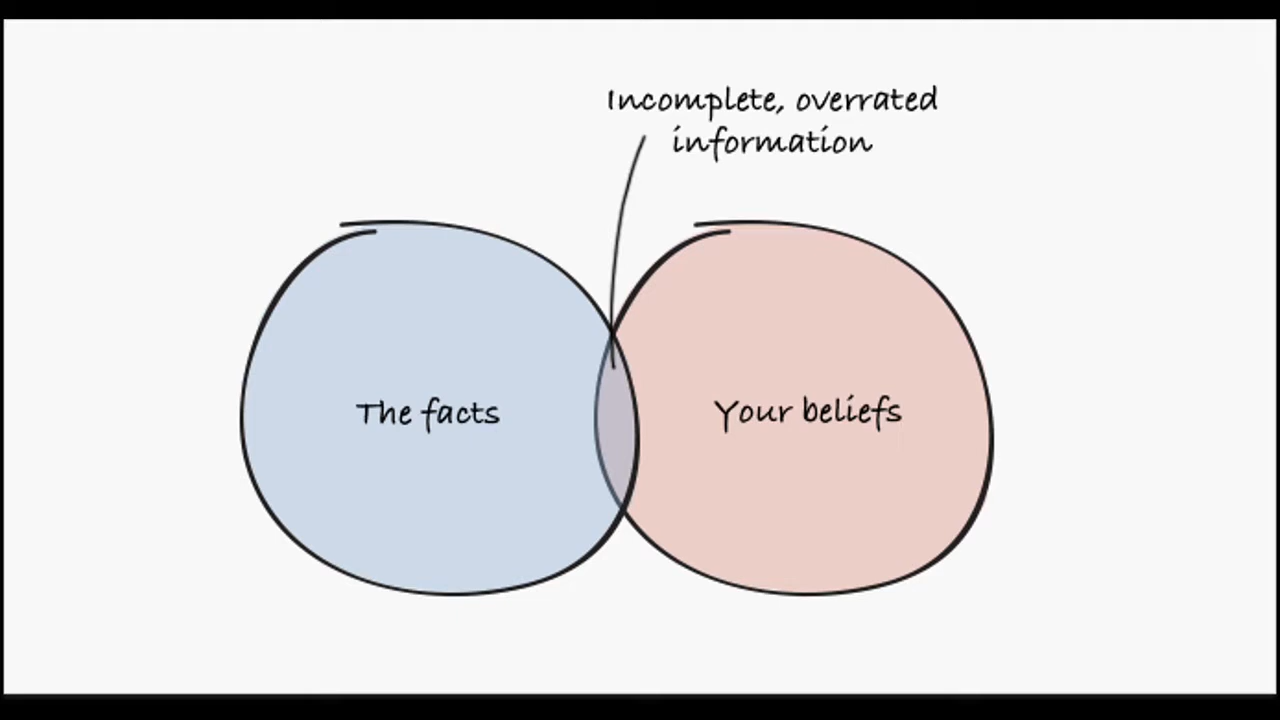 Incomplete, overrated
information
The facts
Your beliefs